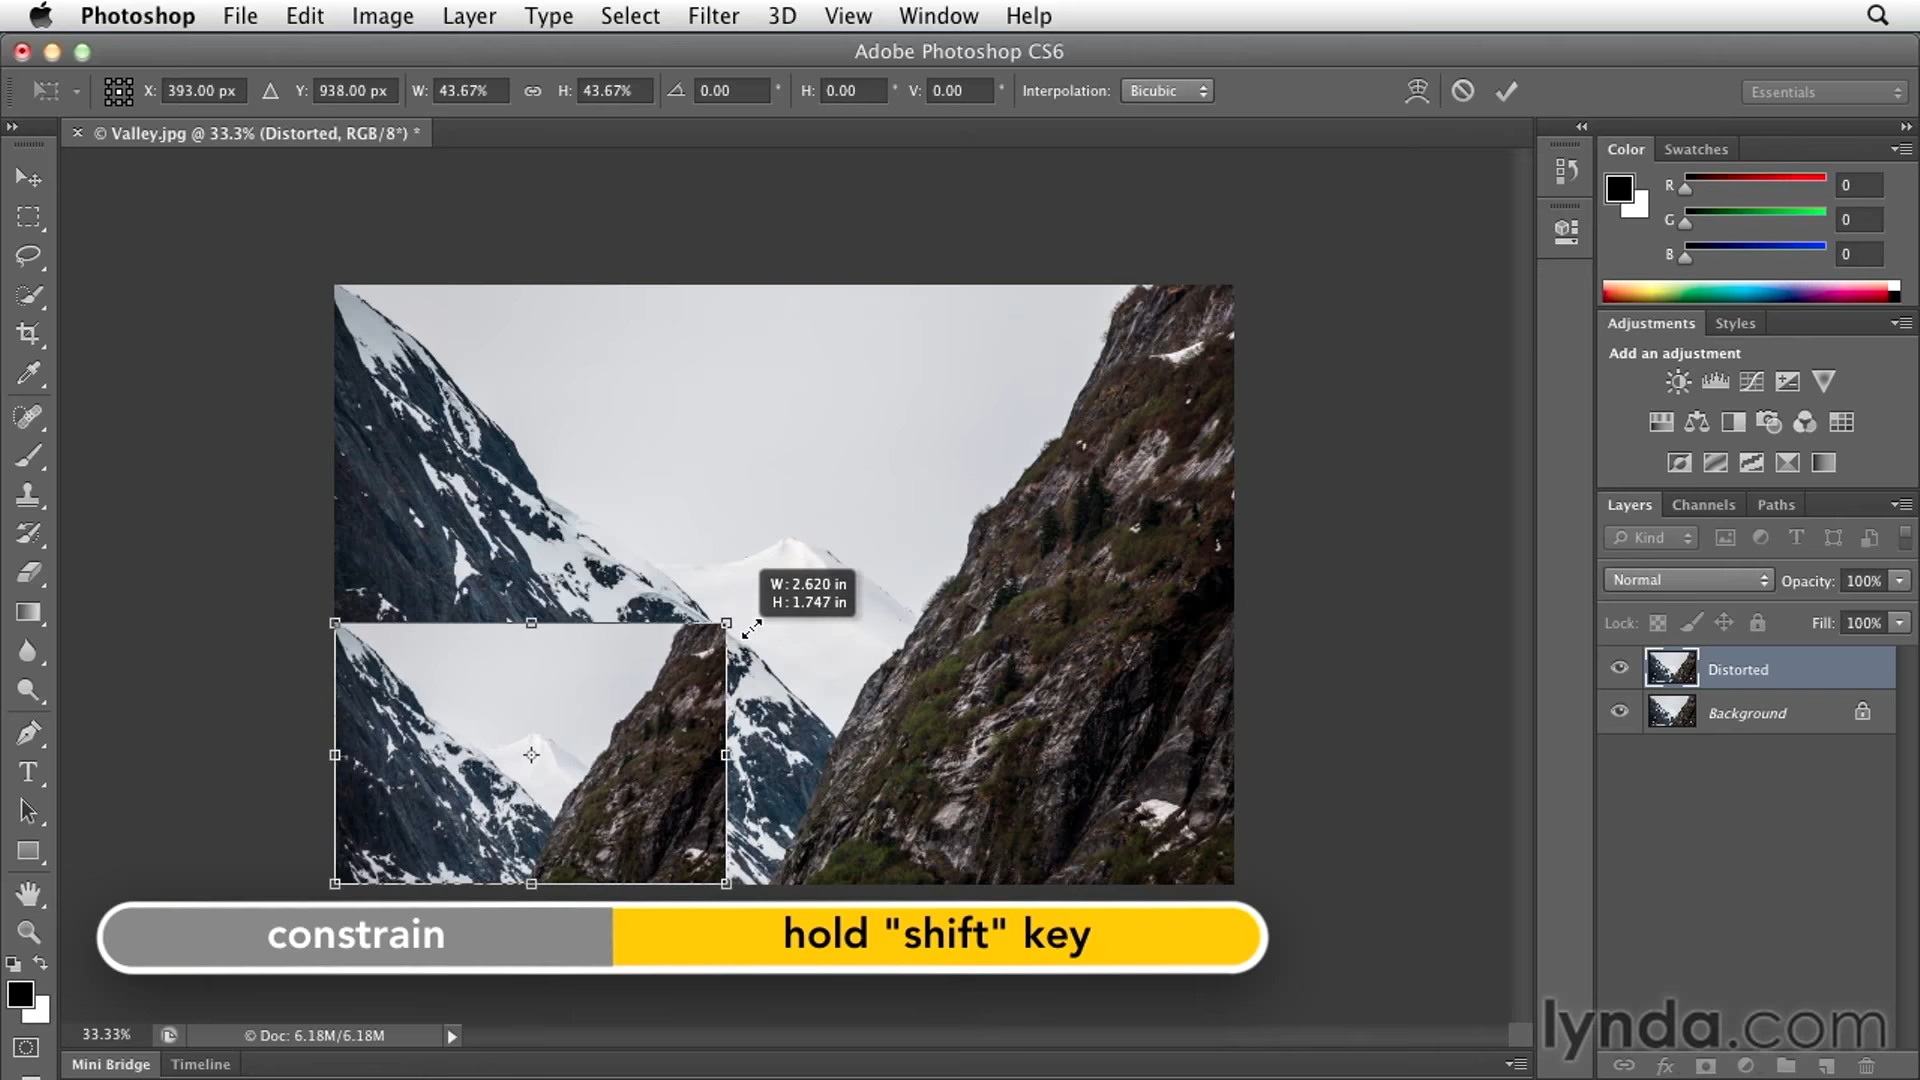 Photoshop File Edit Image Layer Type Select Filter 3D View Window Help
Adobe Photoshop CS6
X: 393.00 px Y: 938.00 px W: 43.67% H: 43.67% 0.00 ° H: 0.00 ° V: 0.00 ° Interpolation: Bicubic Essentials
× © Valley.jpg @ 33.3% (Distorted, RGB/8*) *
Color Swatches
R 0
G 0
B 0
Adjustments Styles
Add an adjustment
Layers Channels Paths
Kind T
Normal Opacity: 100%
Lock: Fill: 100%
Distorted
Background
W: 2.620 in
H: 1.747 in
T
constrain hold "shift" key
33.33% © Doc: 6.18M/6.18M
lynda.com
Mini Bridge Timeline
fx